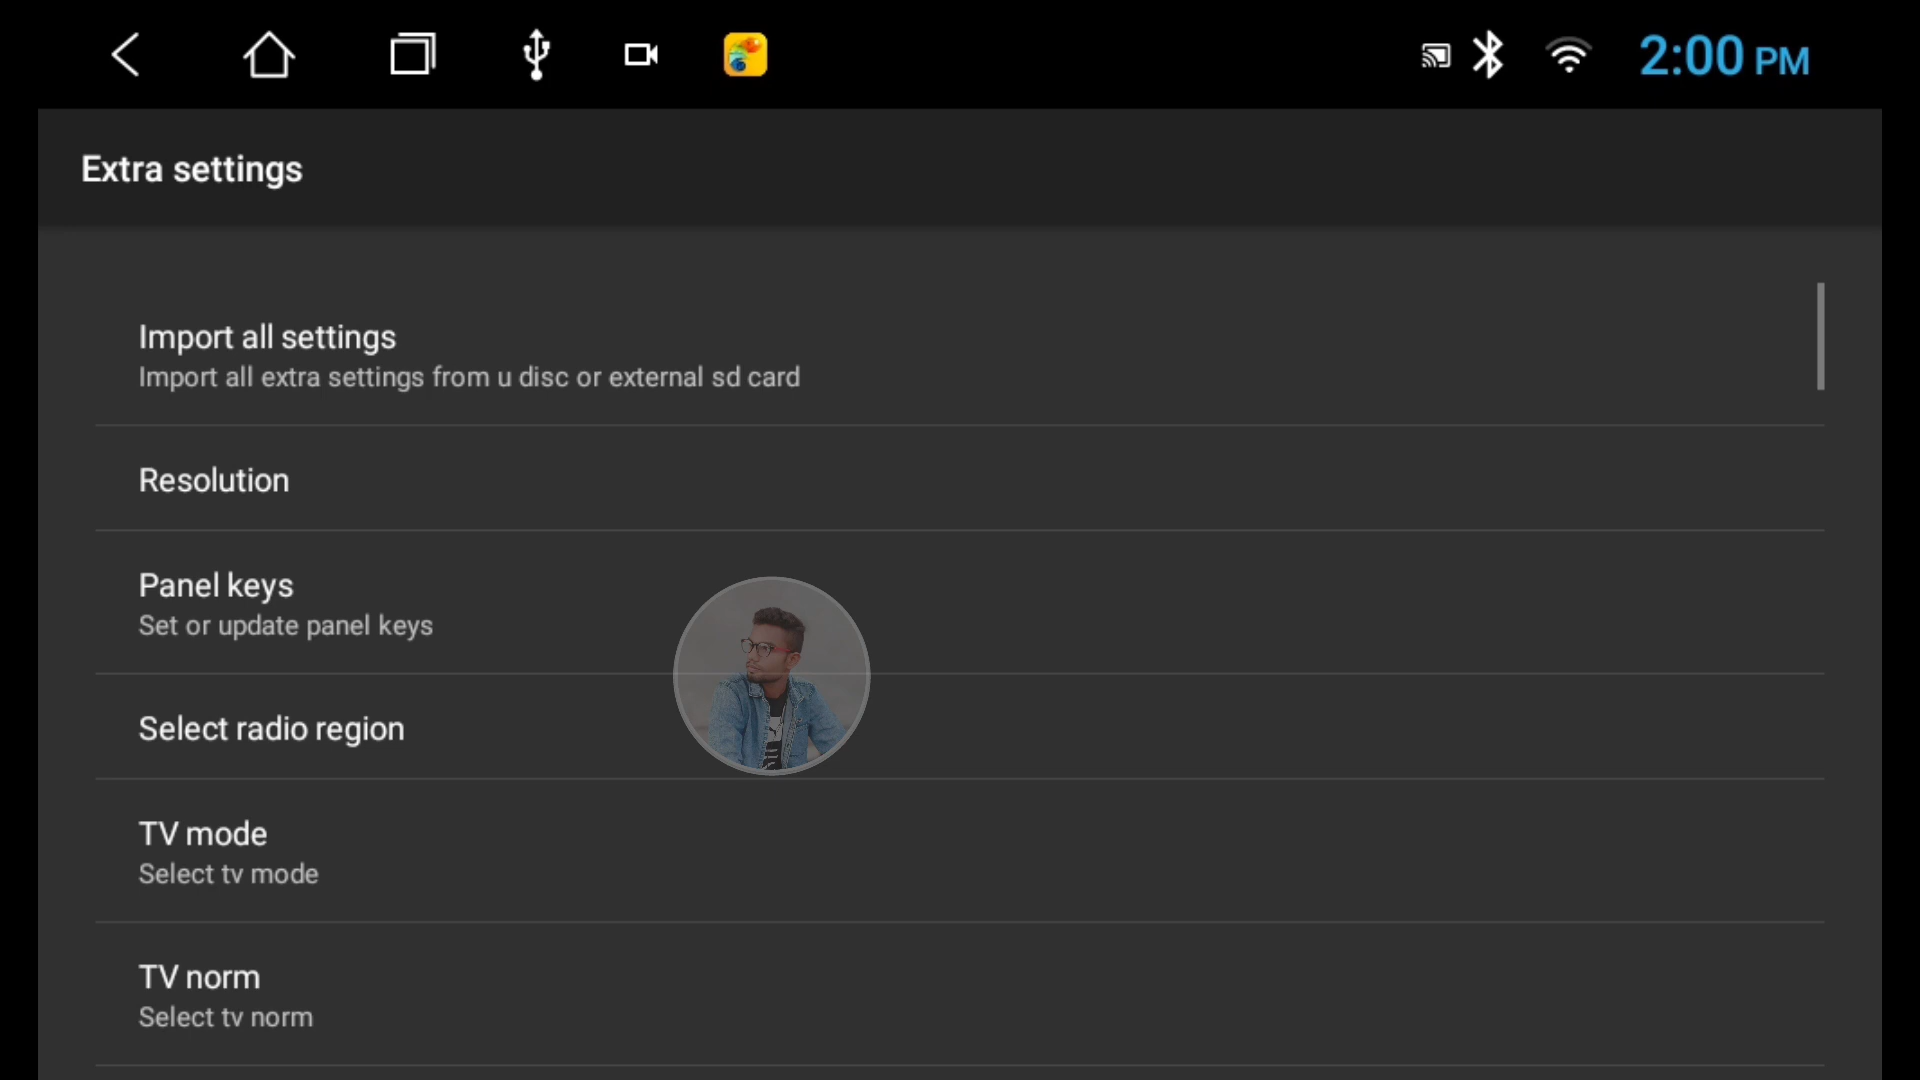 2:00 PM
Extra settings
Import all settings
Import all extra settings from u disc or external sd card
Resolution
Panel keys
Set or update panel keys
Select radio region
TV mode
Select tv mode
TV norm
Select tv norm